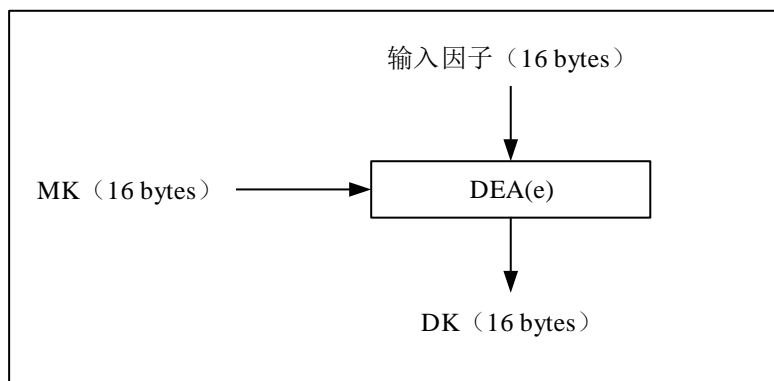 输入因子（16 bytes）
MK（16 bytes）
DEA(e)
DK（16 bytes）